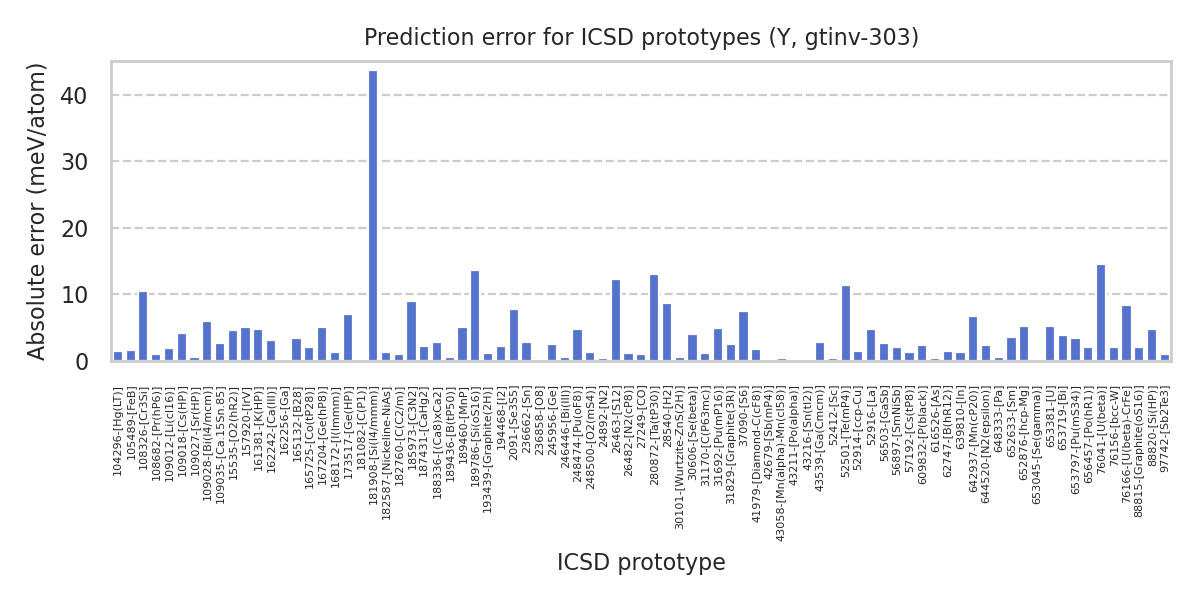 Prediction error for ICSD prototypes (Y, gtinv-303)
Absolute error (meV/atom)
40
30
20
10
0
104296-[Hg(LT)]
105489-[FeB]
108326-[Cr3Si]
108682-[Pr(hP6)]
109012-[Li(cI16)]
109018-[Cs(HP)]
109027-[Sr(HP)]
109028-[Bi(I4/mcm)]
109035-[Ca.15Sn.85]
15535-[O2(hR2)]
157920-[IrV]
161381-[K(HP)]
162242-[Ca(III)]
162256-[Ga]
165132-[B28]
165725-[Co(tP28)]
167204-[Ge(hP8)]
168172-[I(Immm)]
173517-[Ge(HP)]
181082-[C(P1)]
181908-[Si(I4/mmm)]
182587-[Nickeline-NiAs]
182760-[C(C2/m)]
185973-[C3N2]
187431-[CaHg2]
188336-[(Ca8)xCa2]
189436-[B(tP50)]
189460-[MnP]
189786-[Si(oS16)]
193439-[Graphite(2H)]
194468-[I2]
2091-[Se3S5]
236662-[Sn]
236858-[O8]
245956-[Ge]
246446-[Bi(III)]
248474-[Pu(oF8)]
248500-[O2(mS4)]
24892-[N2]
26463-[S12]
26482-[N2(cP8)]
27249-[CO]
280872-[Ta(tP30)]
28540-[H2]
30101-[Wurtzite-ZnS(2H)]
30606-[Se(beta)]
31170-[C(P63mc)]
31692-[Pu(mP16)]
31829-[Graphite(3R)]
37090-[S6]
41979-[Diamond-C(cF8)]
42679-[Sb(mP4)]
43058-[Mn(alpha)-Mn(cI58)]
43211-[Po(alpha)]
43216-[Sn(tI2)]
43539-[Ga(Cmcm)]
52412-[Sc]
52501-[Te(mP4)]
52914-[ccp-Cu]
52916-[La]
56503-[GaSb]
56897-[SmNiSb]
57192-[Cs(tP8)]
609832-[P(black)]
616526-[As]
62747-[B(hR12)]
639810-[In]
642937-[Mn(cP20)]
644520-[N2(epsilon)]
648333-[Pa]
652633-[Sm]
652876-[hcp-Mg]
653045-[Se(gamma)]
653381-[U]
653719-[Bi]
653797-[Pu(mS34)]
656457-[Po(hR1)]
76041-[U(beta)]
76156-[bcc-W]
76166-[U(beta)-CrFe]
88815-[Graphite(oS16)]
88820-[Si(HP)]
97742-[Sb2Te3]
ICSD prototype